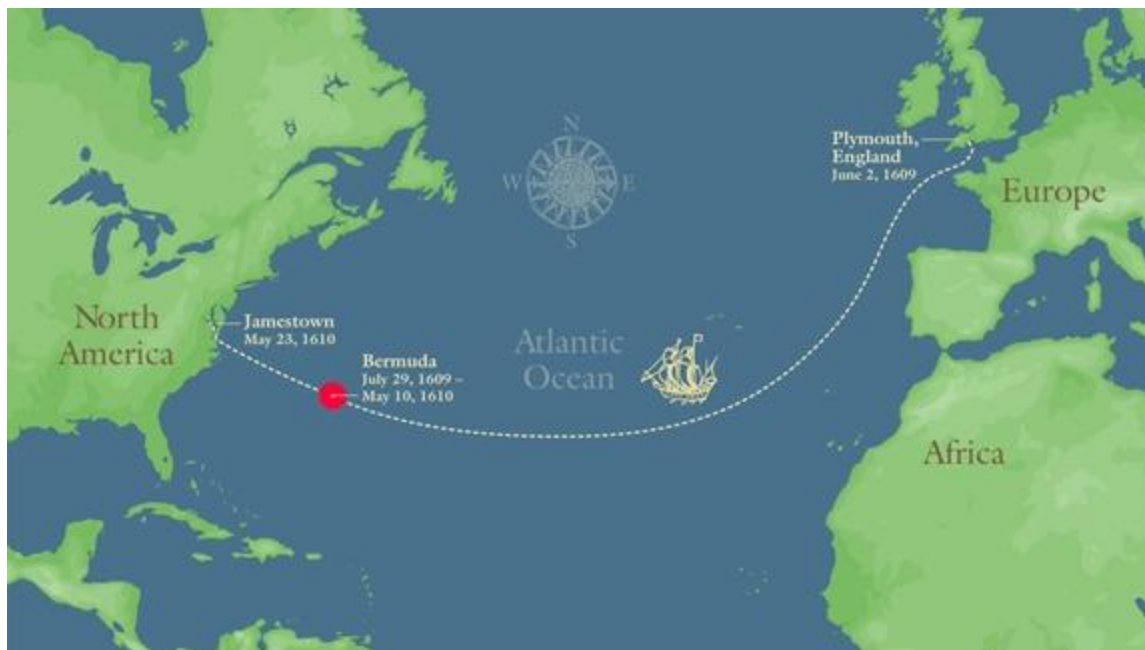 N
W
E
S
Plymouth,
England
June 2, 1609
Europe
North
America
Jamestown
May 23, 1610
Bermuda
July 29, 1609 –
May 10, 1610
Atlantic
Ocean
Africa